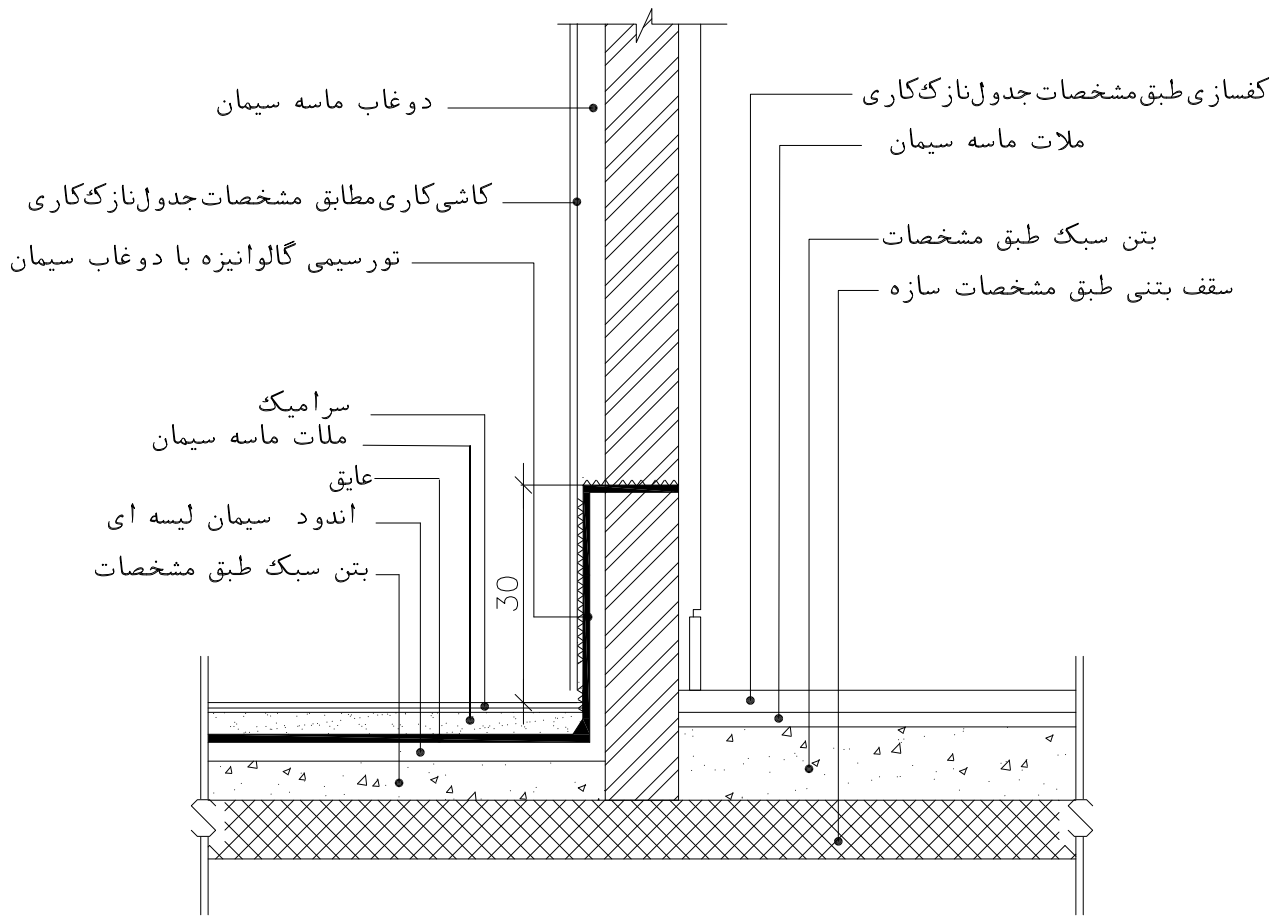 کفسازی طبق مشخصات جدول نازک کاری
ملات ماسه سیمان
بتن سبک طبق مشخصات
سقف بتنی طبق مشخصات سازه
دوغاب ماسه سیمان
کاشی کاری مطابق مشخصات جدول نازک کاری
تورسیمی گالوانیزه با دوغاب سیمان
سرامیک
ملات ماسه سیمان
عایق
اندود سیمان لیسه ای
بتن سبک طبق مشخصات
30